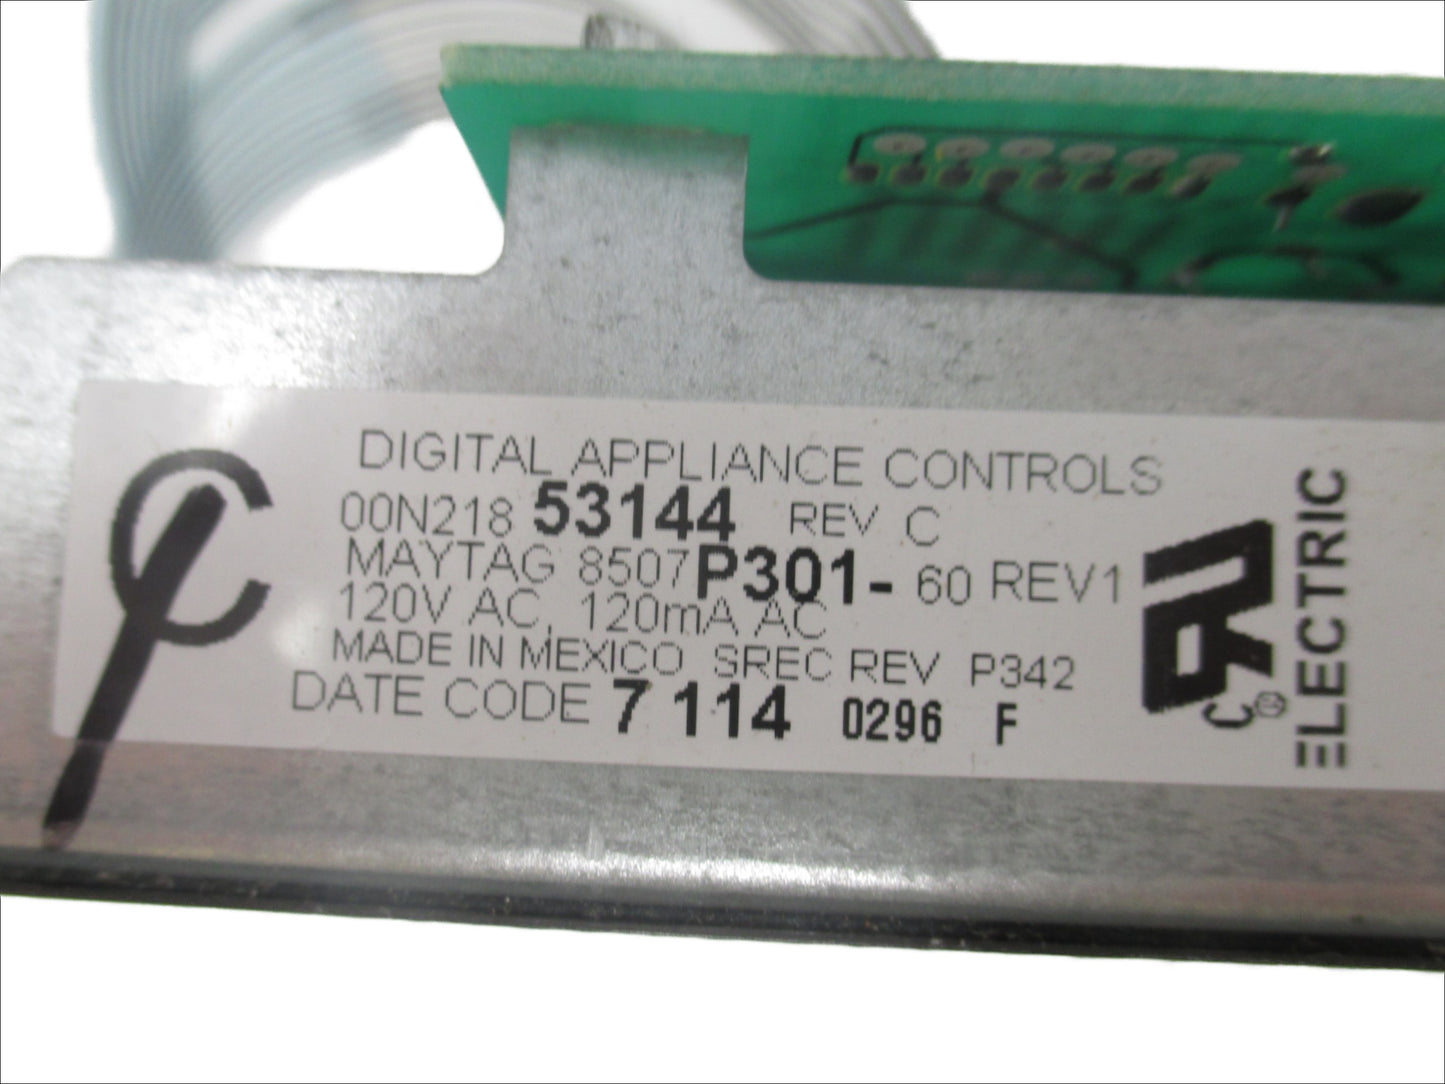 DIGITAL APPLIANCE CONTROLS
00N218 53144 REV C
MAYTAG 8507P301- 60 REV1
120V AC, 120mA AC
MADE IN MEXICO SREC REV P342
DATE CODE 7 114 0296 F
ELECTRIC